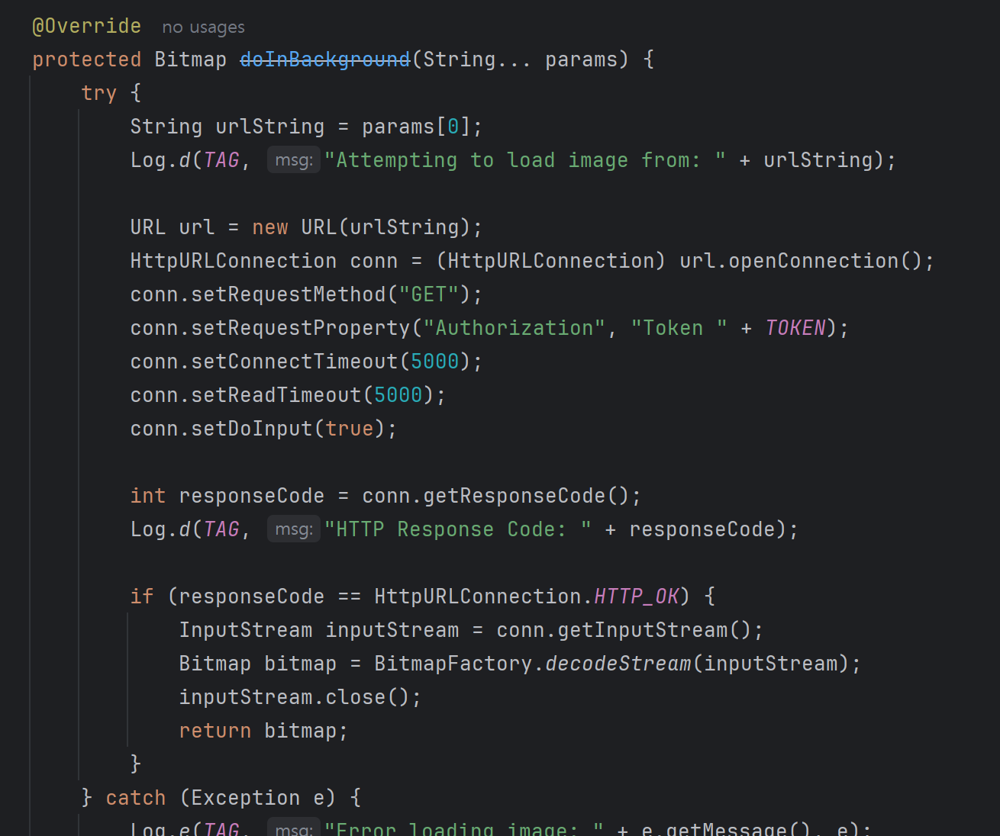 @Override no usages
protected Bitmap doInBackground(String... params) {
try {
String urlString = params[0];
Log.d(TAG, msg: "Attempting to load image from: " + urlString);
URL url = new URL(urlString);
HttpURLConnection conn = (HttpURLConnection) url.openConnection();
conn.setRequestMethod("GET");
conn.setRequestProperty("Authorization", "Token " + TOKEN);
conn.setConnectTimeout(5000);
conn.setReadTimeout(5000);
conn.setDoInput(true);
int responseCode = conn.getResponseCode();
Log.d(TAG, msg: "HTTP Response Code: " + responseCode);
if (responseCode == HttpURLConnection.HTTP_OK) {
InputStream inputStream = conn.getInputStream();
Bitmap bitmap = BitmapFactory.decodeStream(inputStream);
inputStream.close();
return bitmap;
}
} catch (Exception e) {
Log.e(TAG, msg: "Error loading image: " + e.getMessage(), e);